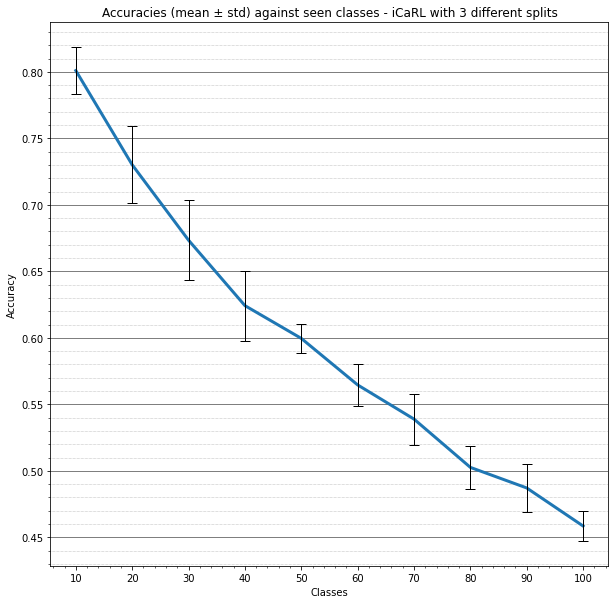 Accuracies (mean ± std) against seen classes - iCaRL with 3 different splits
0.80
0.75
0.70
0.65
0.60
0.55
0.50
0.45
Accuracy
10 20 30 40 50 60 70 80 90 100
Classes